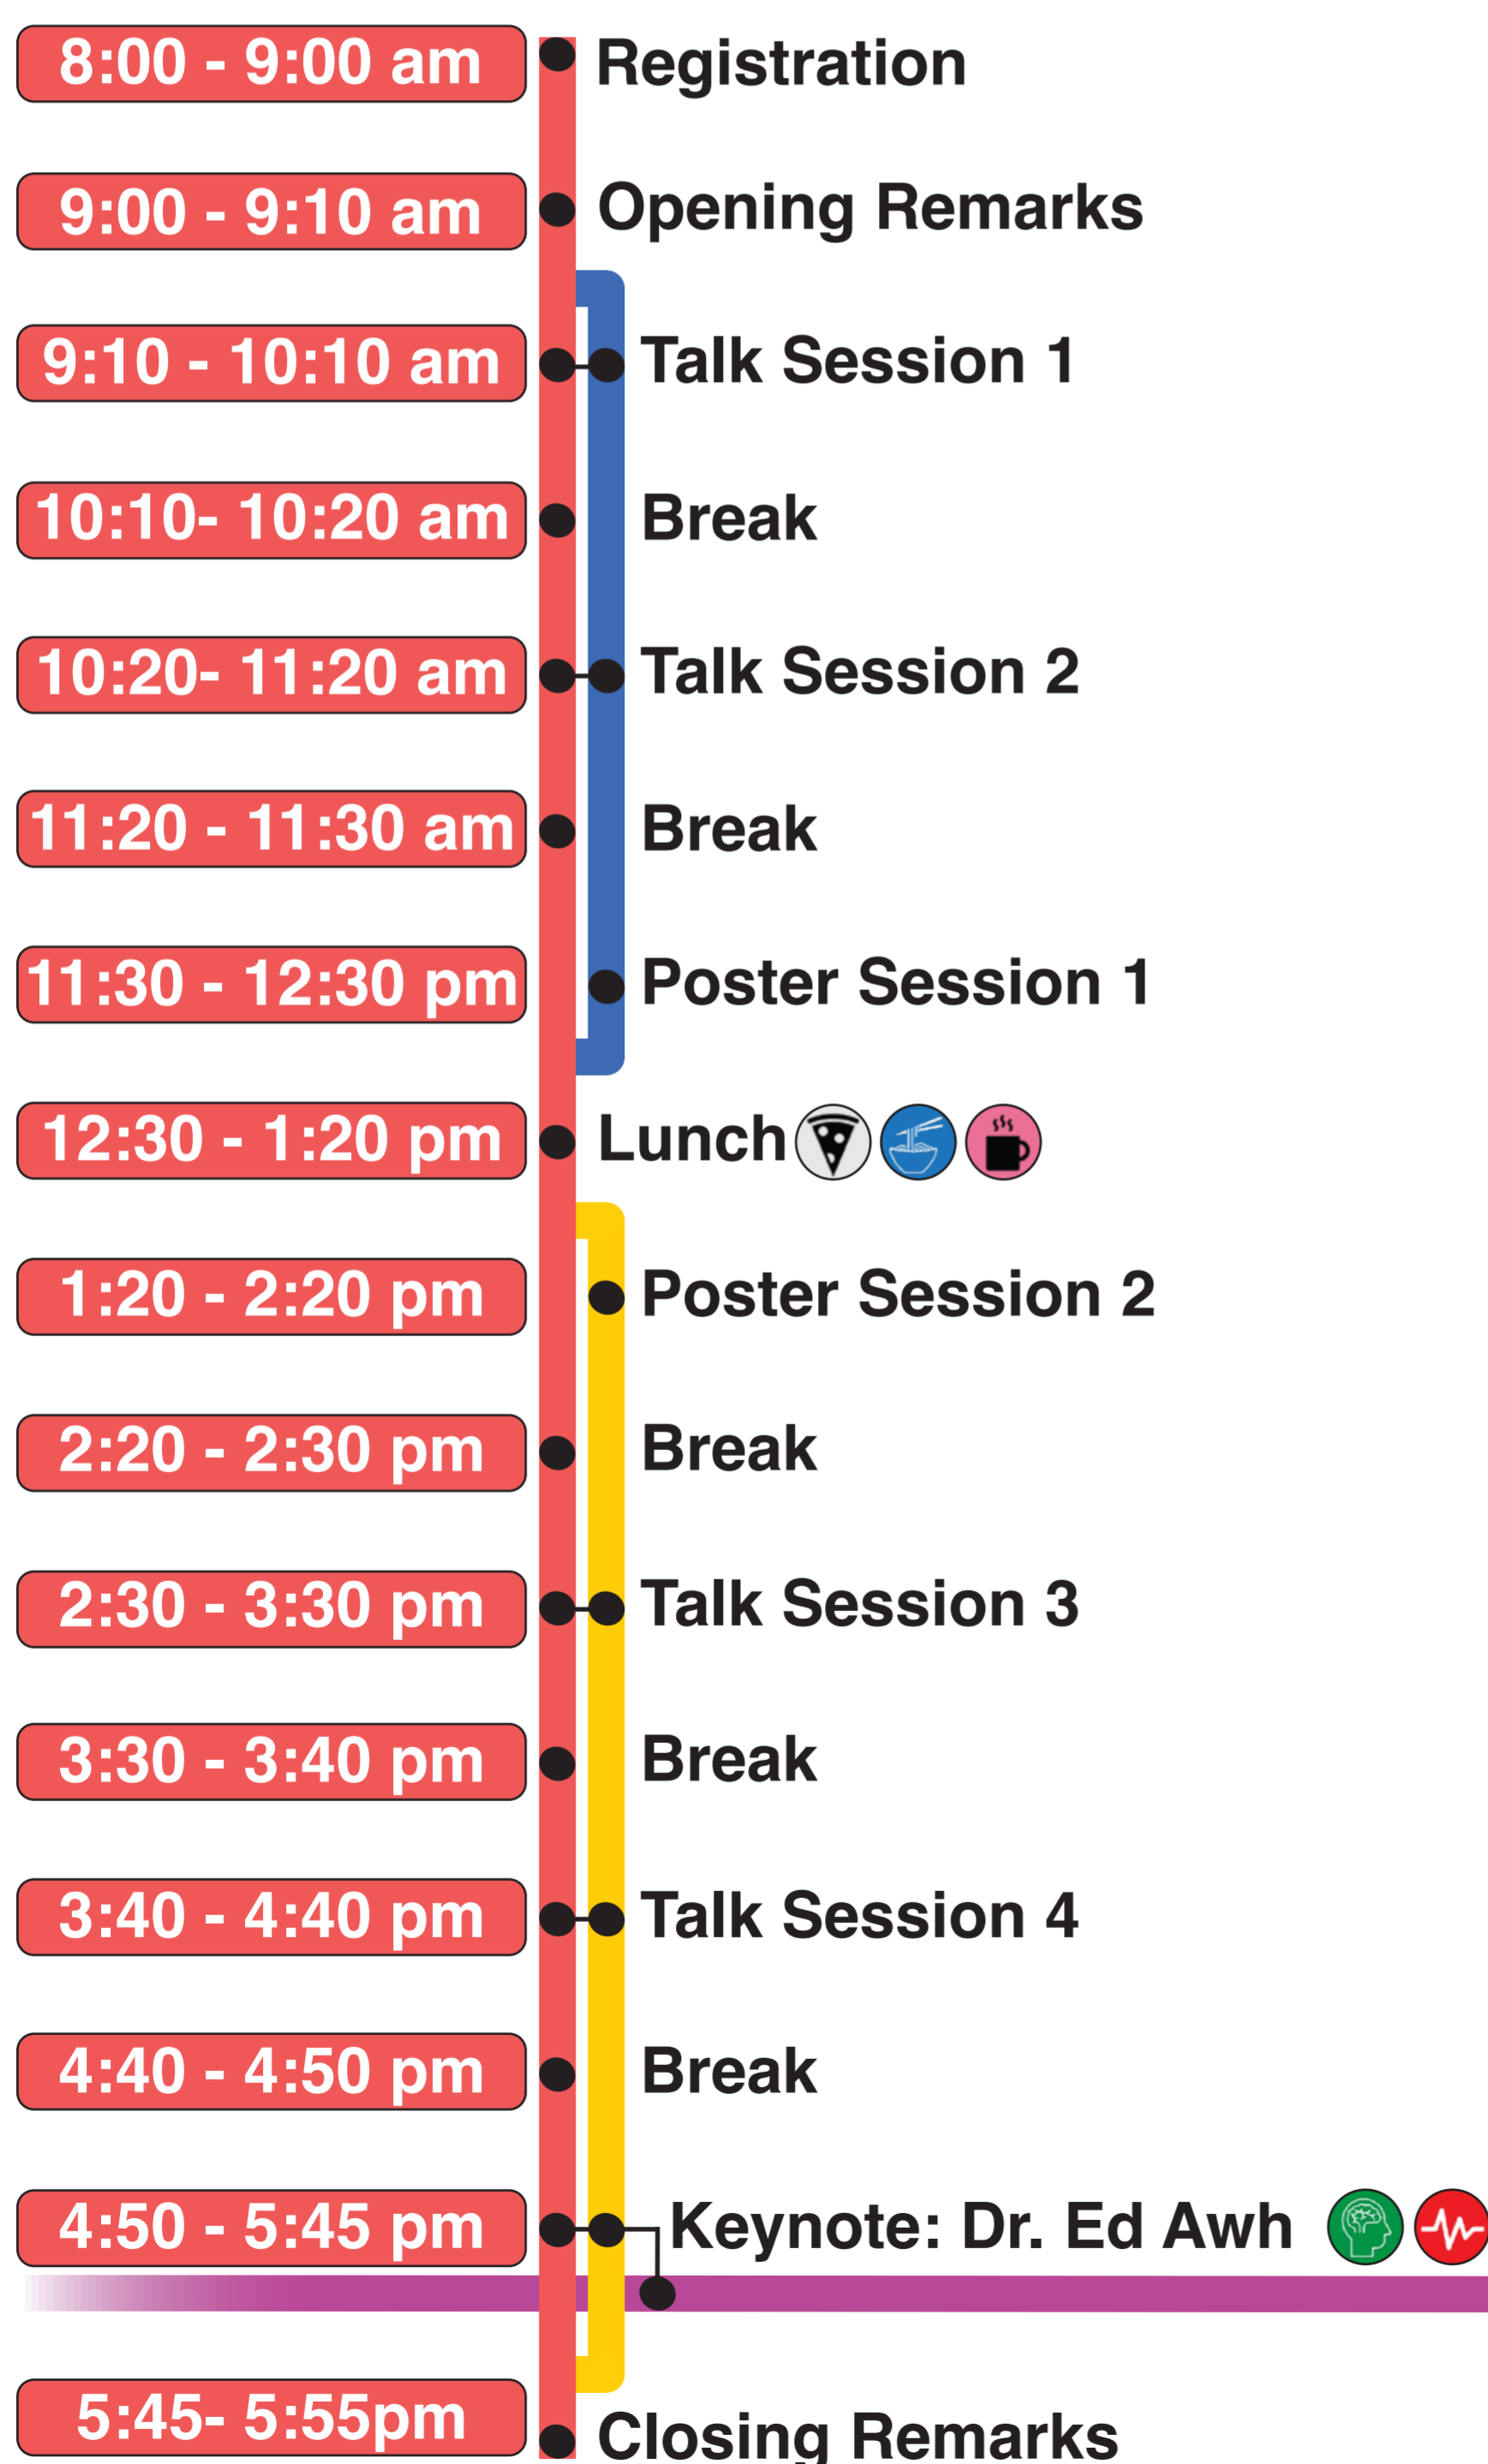 8:00 - 9:00 am Registration
9:00 - 9:10 am Opening Remarks
9:10 - 10:10 am Talk Session 1
10:10- 10:20 am Break
10:20- 11:20 am Talk Session 2
11:20 - 11:30 am Break
11:30 - 12:30 pm Poster Session 1
12:30 - 1:20 pm Lunch
1:20 - 2:20 pm Poster Session 2
2:20 - 2:30 pm Break
2:30 - 3:30 pm Talk Session 3
3:30 - 3:40 pm Break
3:40 - 4:40 pm Talk Session 4
4:40 - 4:50 pm Break
4:50 - 5:45 pm Keynote: Dr. Ed Awh
5:45- 5:55pm Closing Remarks